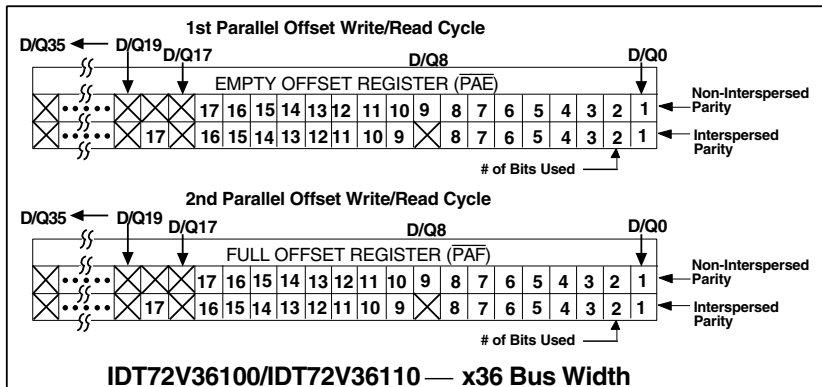 1st Parallel Offset Write/Read Cycle
D/Q35 D/Q19 D/Q17 D/Q8 D/Q0
EMPTY OFFSET REGISTER (PAE)
17 16 15 14 13 12 11 10 9 8 7 6 5 4 3 2 1 Non-Interspersed Parity
17 16 15 14 13 12 11 10 9 8 7 6 5 4 3 2 1 Interspersed Parity
# of Bits Used
2nd Parallel Offset Write/Read Cycle
D/Q35 D/Q19 D/Q17 D/Q8 D/Q0
FULL OFFSET REGISTER (PAF)
17 16 15 14 13 12 11 10 9 8 7 6 5 4 3 2 1 Non-Interspersed Parity
17 16 15 14 13 12 11 10 9 8 7 6 5 4 3 2 1 Interspersed Parity
# of Bits Used
IDT72V36100/IDT72V36110 — x36 Bus Width